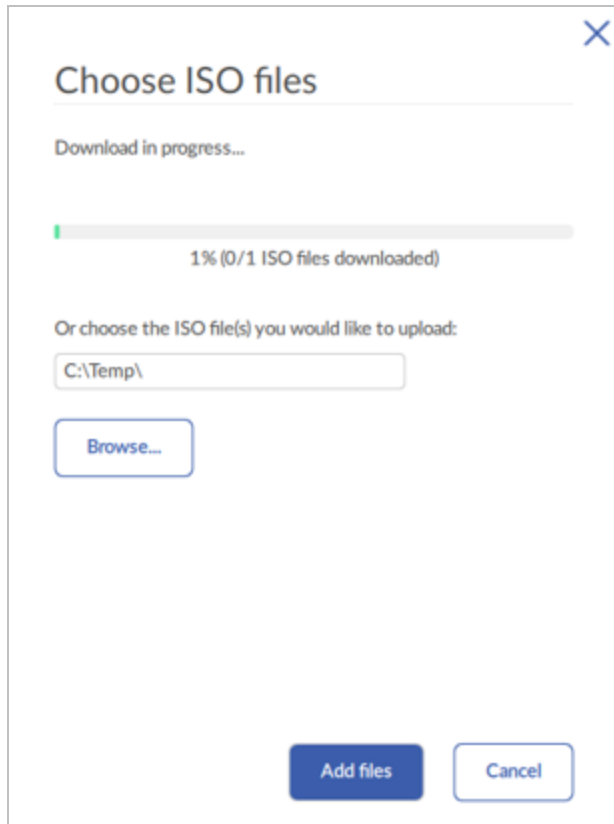 Choose ISO files
Download in progress...
1% (0/1 ISO files downloaded)
Or choose the ISO file(s) you would like to upload:
C:\Temp\
Browse...
Add files
Cancel